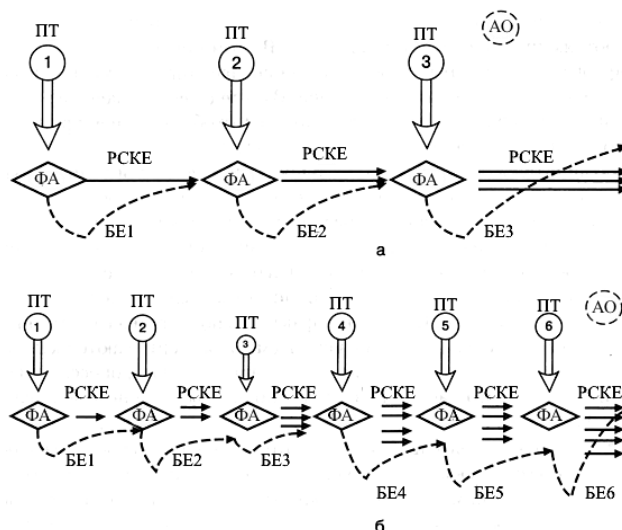 ПТ ПТ ПТ АО
1 2 3
РСКЕ РСКЕ РСКЕ
ФА ФА ФА
БЕ1 БЕ2 БЕ3
а
ПТ ПТ ПТ ПТ ПТ ПТ АО
1 2 3 4 5 6
РСКЕ РСКЕ РСКЕ РСКЕ РСКЕ РСКЕ
ФА ФА ФА ФА ФА ФА
БЕ1 БЕ2 БЕ3
БЕ4 БЕ5 БЕ6
б